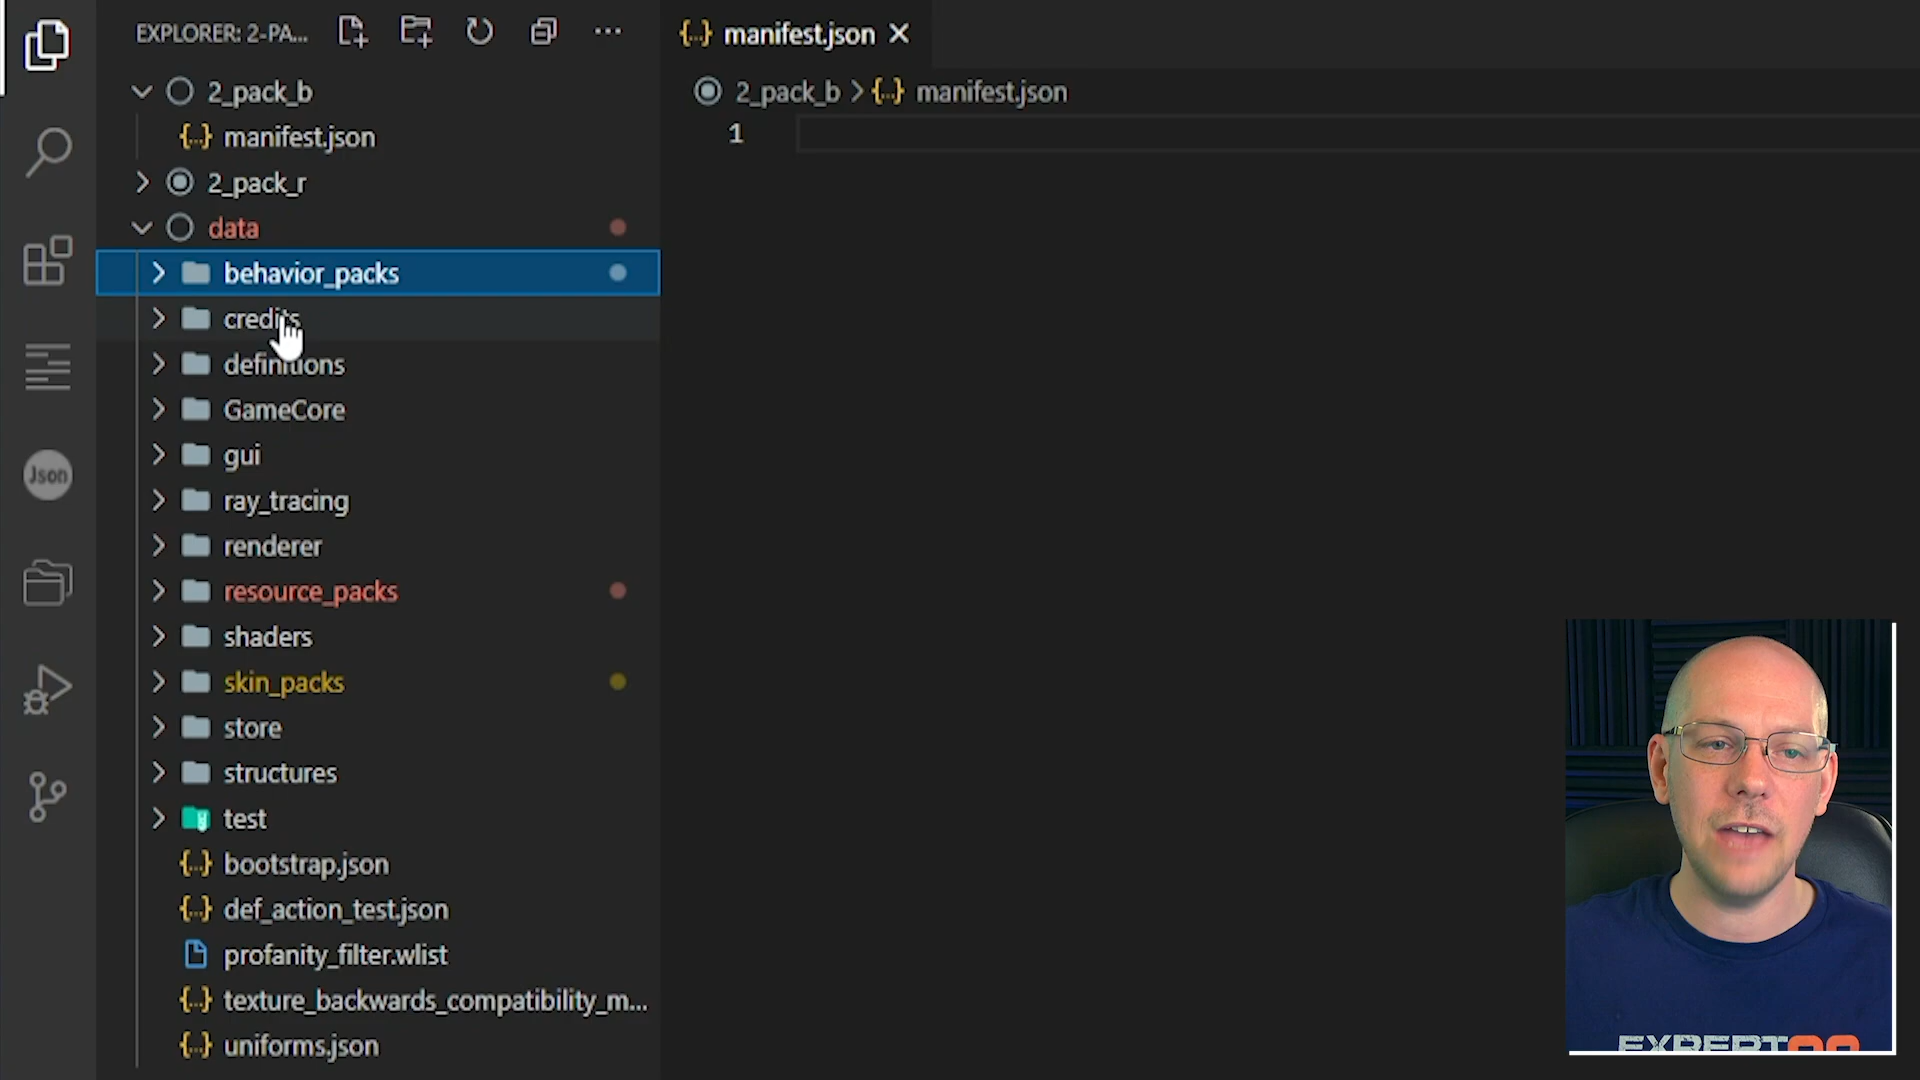 EXPLORER: 2-PA...
2_pack_b
manifest.json
2_pack_r
data
behavior_packs
credits
definitions
GameCore
gui
ray_tracing
renderer
resource_packs
shaders
skin_packs
store
structures
test
bootstrap.json
def_action_test.json
profanity_filter.wlist
texture_backwards_compatibility_m...
uniforms.json
Json
{..} manifest.json
2_pack_b > {..} manifest.json
1